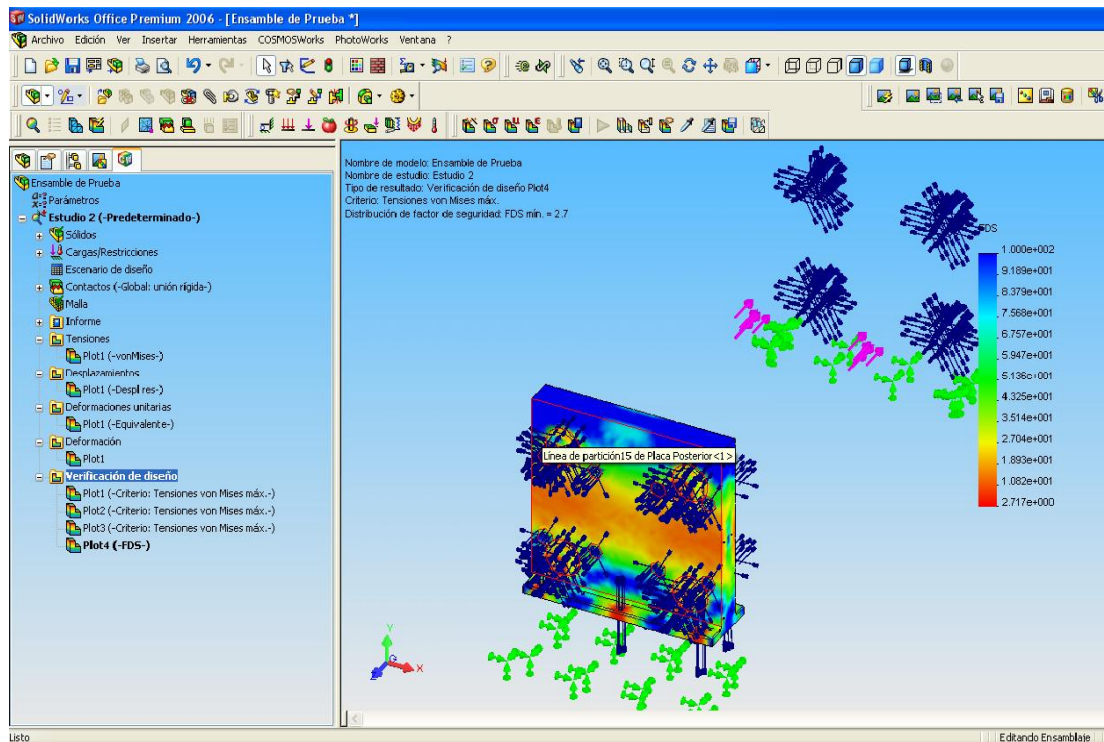 SolidWorks Office Premium 2006 - [Ensamble de Prueba *]
Archivo Edición Ver Insertar Herramientas COSMOSWorks PhotoWorks Ventana ?
Ensamble de Prueba
Parámetros
Estudio 2 (-Predeterminado-)
Sólidos
Cargas/Restricciones
Escenario de diseño
Contactos (-Global: unión rígida-)
Malla
Informe
Tensiones
Plot1 (-vonMises-)
Desplazamientos
Plot1 (-Despl res-)
Deformaciones unitarias
Plot1 (-Equivalente-)
Deformación
Plot1
Verificación de diseño
Plot1 (-Criterio: Tensiones von Mises máx.-)
Plot2 (-Criterio: Tensiones von Mises máx.-)
Plot3 (-Criterio: Tensiones von Mises máx.-)
Plot4 (-FDS-)
Nombre de modelo: Ensamble de Prueba
Nombre de estudio: Estudio 2
Tipo de resultado: Verificación de diseño Plot4
Criterio: Tensiones von Mises máx.
Distribución de factor de seguridad: FDS mín. = 2.7
FDS
1.000e+002
9.189e+001
8.379e+001
7.568e+001
6.757e+001
5.947e+001
5.136e+001
4.325e+001
3.514e+001
2.704e+001
1.893e+001
1.082e+001
2.717e+000
Línea de partición15 de Placa Posterior<1>
Y
X
Z
Listo
Editando Ensamblaje